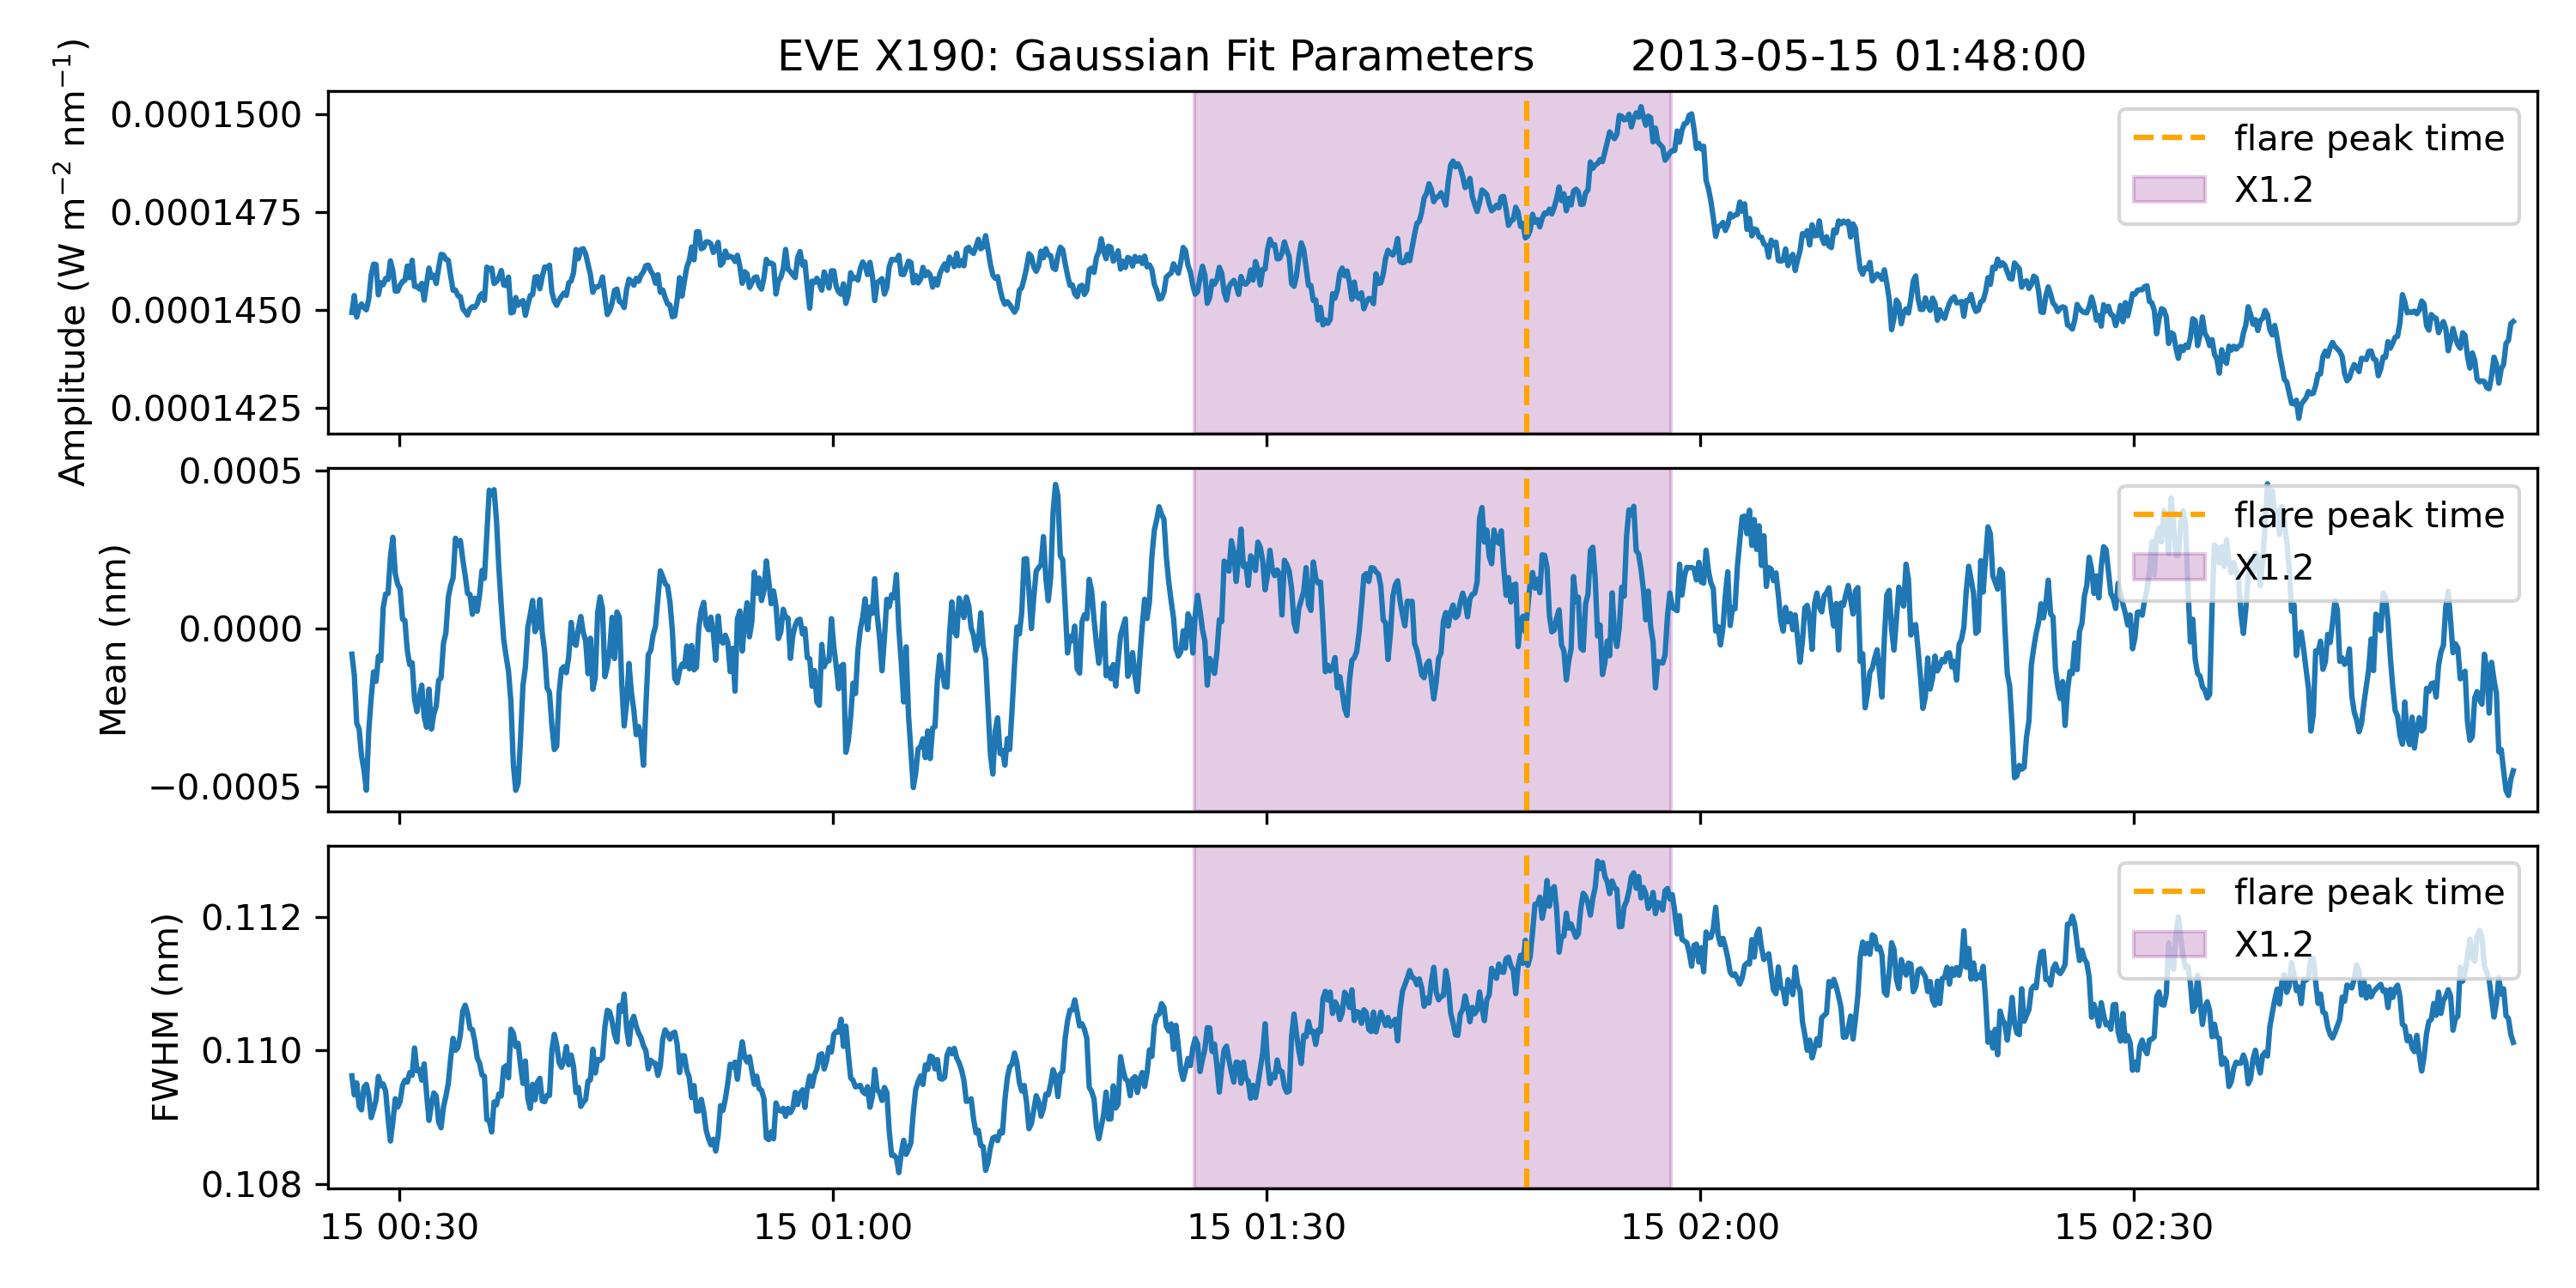 EVE X190: Gaussian Fit Parameters 2013-05-15 01:48:00
Amplitude (W m⁻² nm⁻¹)
0.0001500
0.0001475
0.0001450
0.0001425
flare peak time
X1.2
Mean (nm)
0.0005
0.0000
−0.0005
flare peak time
X1.2
FWHM (nm)
0.112
0.110
0.108
flare peak time
X1.2
15 00:30
15 01:00
15 01:30
15 02:00
15 02:30